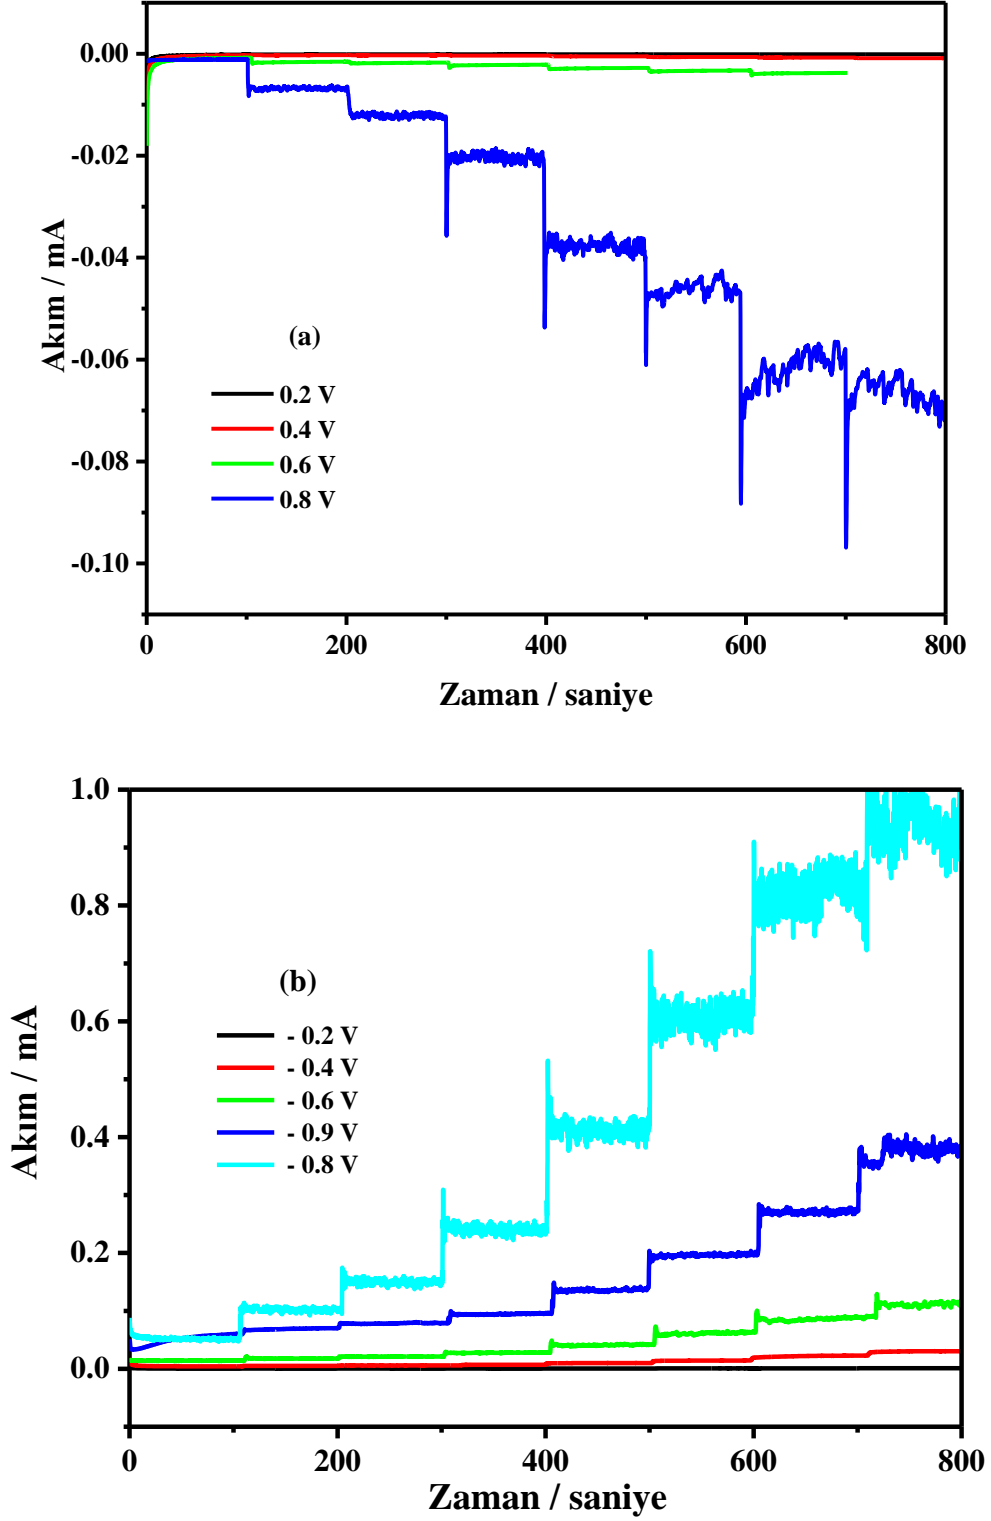 0.00
-0.02
-0.04
-0.06
-0.08
-0.10
Akım / mA
(a)
0.2 V
0.4 V
0.6 V
0.8 V
0 200 400 600 800
Zaman / saniye
1.0
0.8
0.6
0.4
0.2
0.0
Akım / mA
(b)
- 0.2 V
- 0.4 V
- 0.6 V
- 0.9 V
- 0.8 V
0 200 400 600 800
Zaman / saniye